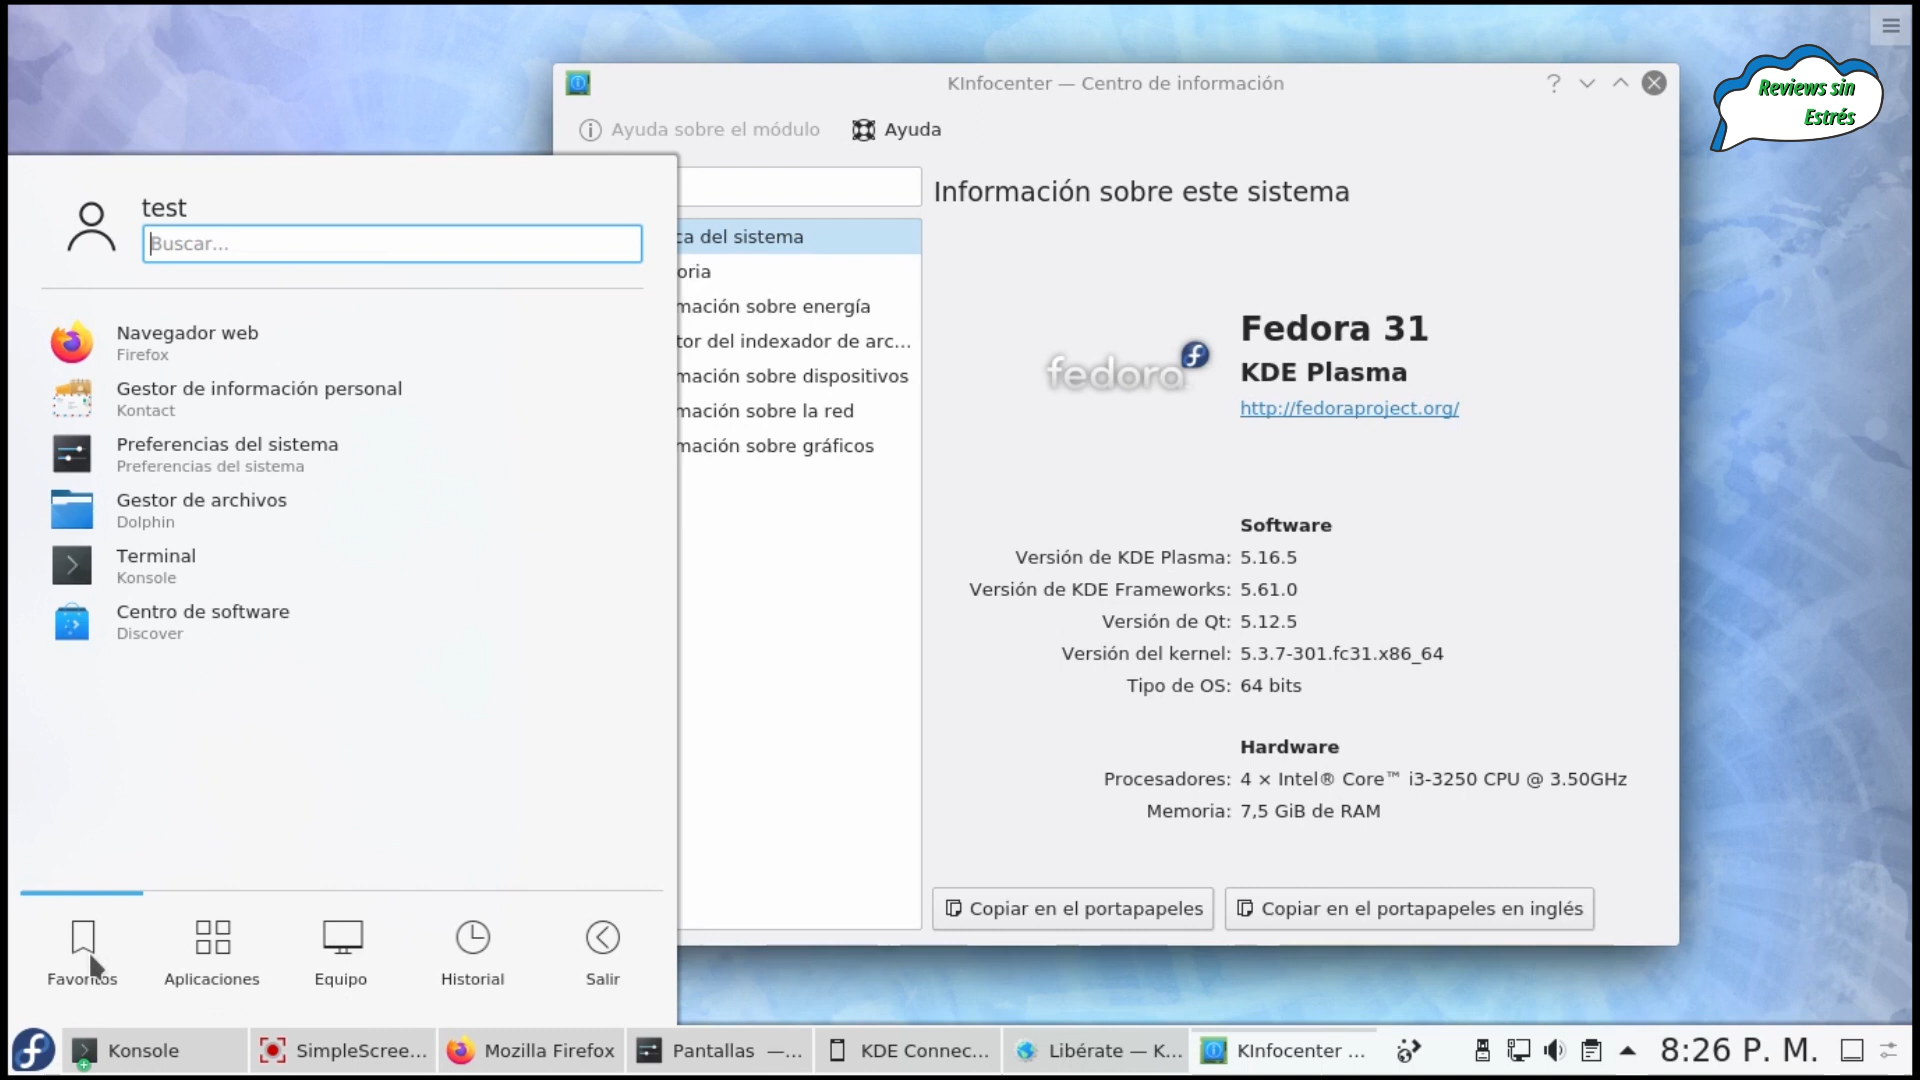 KInfocenter — Centro de información
Ayuda sobre el módulo
Ayuda
Reviews sin
Estrés
test
Buscar...
Navegador web
Firefox
Gestor de información personal
Kontact
Preferencias del sistema
Preferencias del sistema
Gestor de archivos
Dolphin
Terminal
Konsole
Centro de software
Discover
Favoritos
Aplicaciones
Equipo
Historial
Salir
ca del sistema
oria
mación sobre energía
tor del indexador de arc...
mación sobre dispositivos
mación sobre la red
mación sobre gráficos
Información sobre este sistema
fedora
Fedora 31
KDE Plasma
http://fedoraproject.org/
Software
Versión de KDE Plasma: 5.16.5
Versión de KDE Frameworks: 5.61.0
Versión de Qt: 5.12.5
Versión del kernel: 5.3.7-301.fc31.x86_64
Tipo de OS: 64 bits
Hardware
Procesadores: 4 × Intel® Core™ i3-3250 CPU @ 3.50GHz
Memoria: 7,5 GiB de RAM
Copiar en el portapapeles
Copiar en el portapapeles en inglés
Konsole
SimpleScree...
Mozilla Firefox
Pantallas —...
KDE Connec...
Libérate — K...
KInfocenter ...
8:26 P. M.